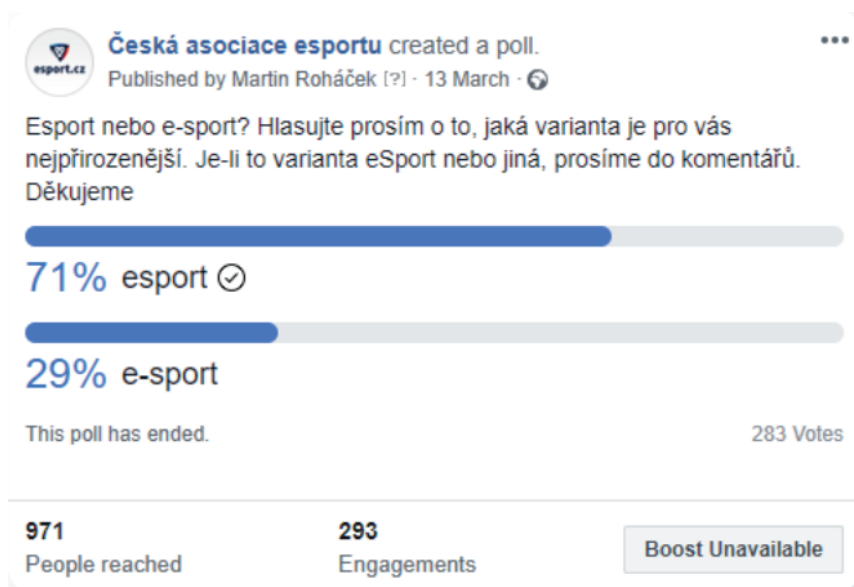 esport.cz
Česká asociace esportu created a poll.
Published by Martin Roháček [?] · 13 March ·
Esport nebo e-sport? Hlasujte prosím o to, jaká varianta je pro vás
nejpřirozenější. Je-li to varianta eSport nebo jiná, prosíme do komentářů.
Děkujeme
71% esport
29% e-sport
This poll has ended. 283 Votes
971 293
People reached Engagements Boost Unavailable